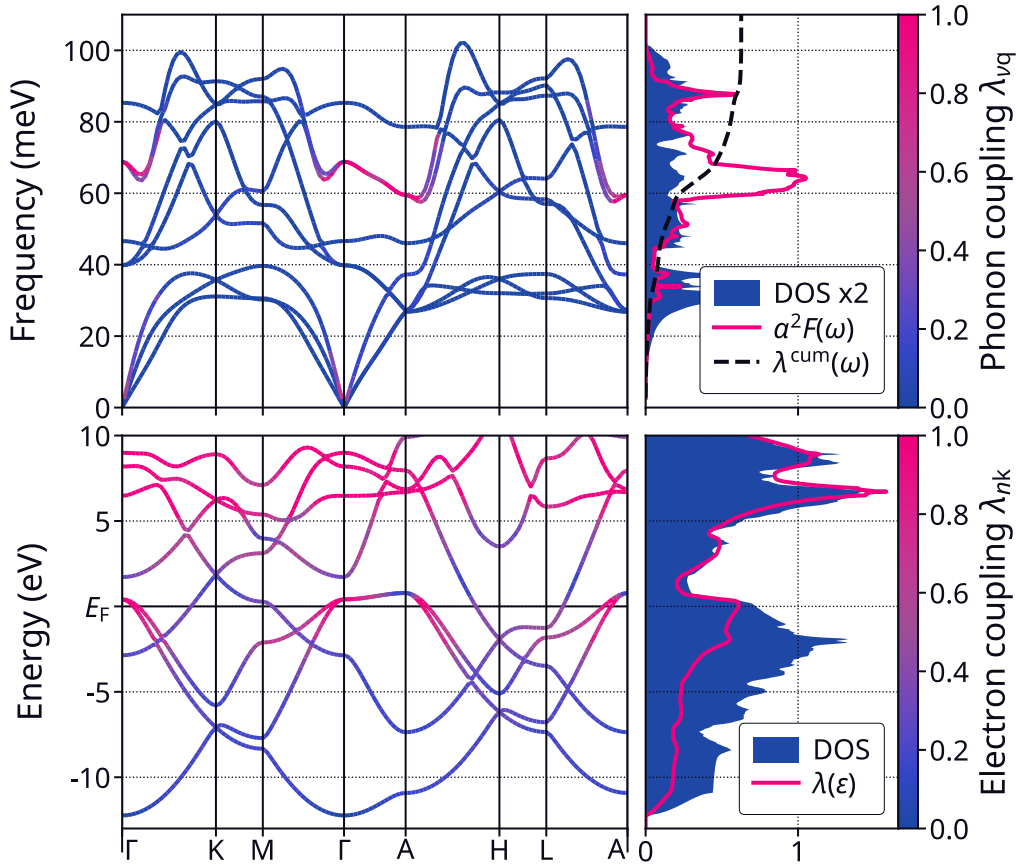 Frequency (meV)
100
80
60
40
20
0
DOS x2
α²F(ω)
λᶜᵘᵐ(ω)
1
Phonon coupling λνq
1.0
0.8
0.6
0.4
0.2
0.0
Energy (eV)
10
5
E_F
-5
-10
Γ K M Γ A H L A
DOS
λ(ε)
0 1
Electron coupling λnk
1.0
0.8
0.6
0.4
0.2
0.0